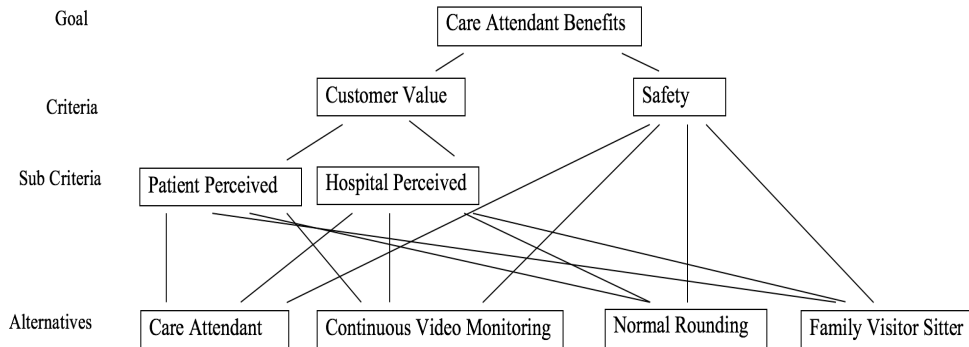 Goal
Care Attendant Benefits
Criteria
Customer Value
Safety
Sub Criteria
Patient Perceived
Hospital Perceived
Alternatives
Care Attendant
Continuous Video Monitoring
Normal Rounding
Family Visitor Sitter